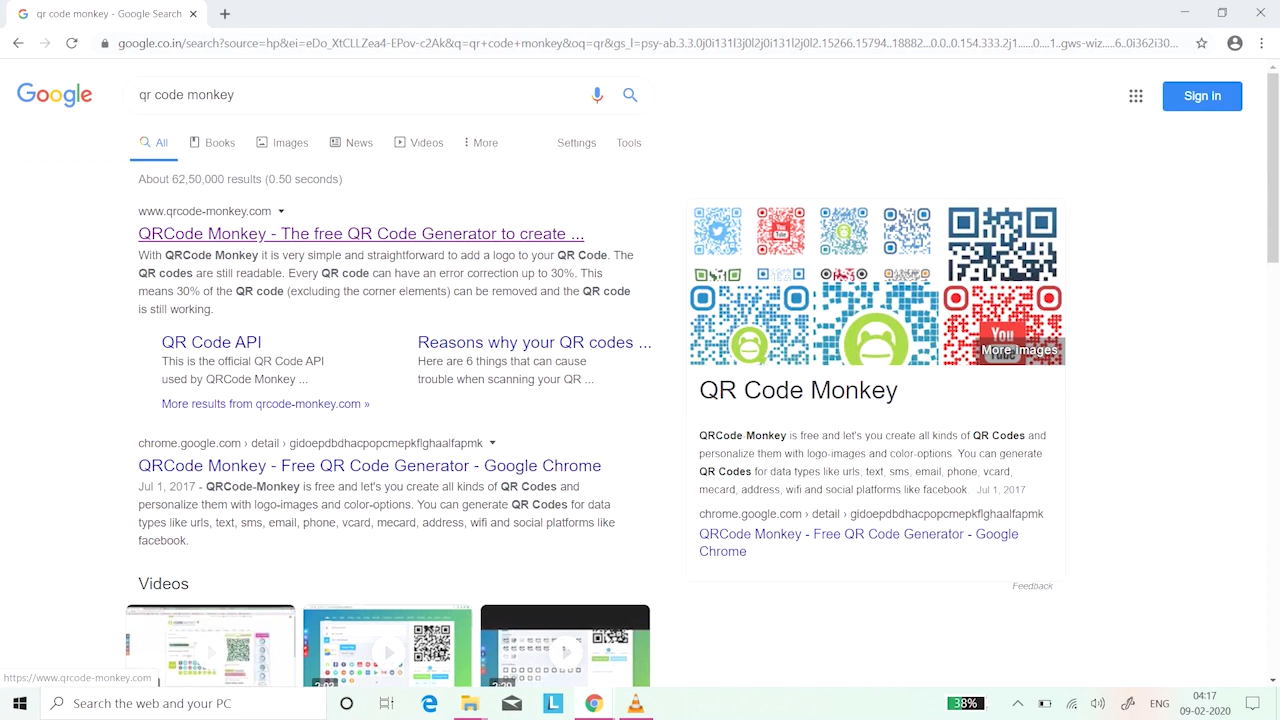 qr code monkey - Google Search
google.co.in/search?source=hp&ei=eDo_XtCLLZea4-EPov-c2Ak&q=qr+code+monkey&oq=qr&gs_l=psy-ab.3.3.0j0i131l3j0l2j0i131l2j0l2.15266.15794..18882...0.0..0.154.333.2j1......0....1..gws-wiz.....6..0i362i30...
Google
qr code monkey
Sign in
All Books Images News Videos More Settings Tools
About 62,50,000 results (0.50 seconds)
www.qrcode-monkey.com
QRCode Monkey - The free QR Code Generator to create ...
With QRCode Monkey it is very simple and straightforward to add a logo to your QR Code. The
QR codes are still readable. Every QR code can have an error correction up to 30%. This
means 30% of the QR code (excluding the corner elements) can be removed and the QR code
is still working.
QR Code API
This is the official QR Code API
used by QRCode Monkey ...
Reasons why your QR codes ...
Here are 6 things that can cause
trouble when scanning your QR ...
More results from qrcode-monkey.com »
chrome.google.com › detail › gidoepdbdhacpopcmepkflghaalfapmk
QRCode Monkey - Free QR Code Generator - Google Chrome
Jul 1, 2017 - QRCode-Monkey is free and let's you create all kinds of QR Codes and
personalize them with logo-images and color-options. You can generate QR Codes for data
types like urls, text, sms, email, phone, vcard, mecard, address, wifi and social platforms like
facebook.
Videos
You
Tube
You
More images
QR Code Monkey
QRCode-Monkey is free and let's you create all kinds of QR Codes and
personalize them with logo-images and color-options. You can generate
QR Codes for data types like urls, text, sms, email, phone, vcard,
mecard, address, wifi and social platforms like facebook. Jul 1, 2017
chrome.google.com › detail › gidoepdbdhacpopcmepkflghaalfapmk
QRCode Monkey - Free QR Code Generator - Google
Chrome
Feedback
https://www.qrcode-monkey.com
Search the web and your PC
38%
ENG
04:17
09-02-2020